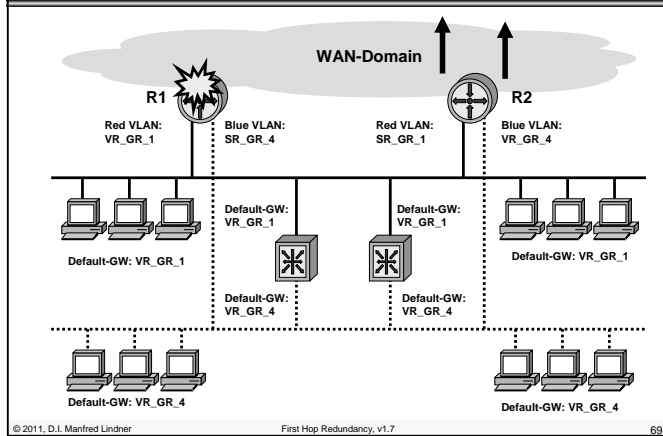 WAN-Domain
R1
R2
Red VLAN:
VR_GR_1
Blue VLAN:
SR_GR_4
Red VLAN:
SR_GR_1
Blue VLAN:
VR_GR_4
Default-GW:
VR_GR_1
Default-GW:
VR_GR_1
Default-GW: VR_GR_1
Default-GW: VR_GR_1
Default-GW:
VR_GR_4
Default-GW:
VR_GR_4
Default-GW: VR_GR_4
Default-GW: VR_GR_4
© 2011, D.I. Manfred Lindner
First Hop Redundancy, v1.7
69